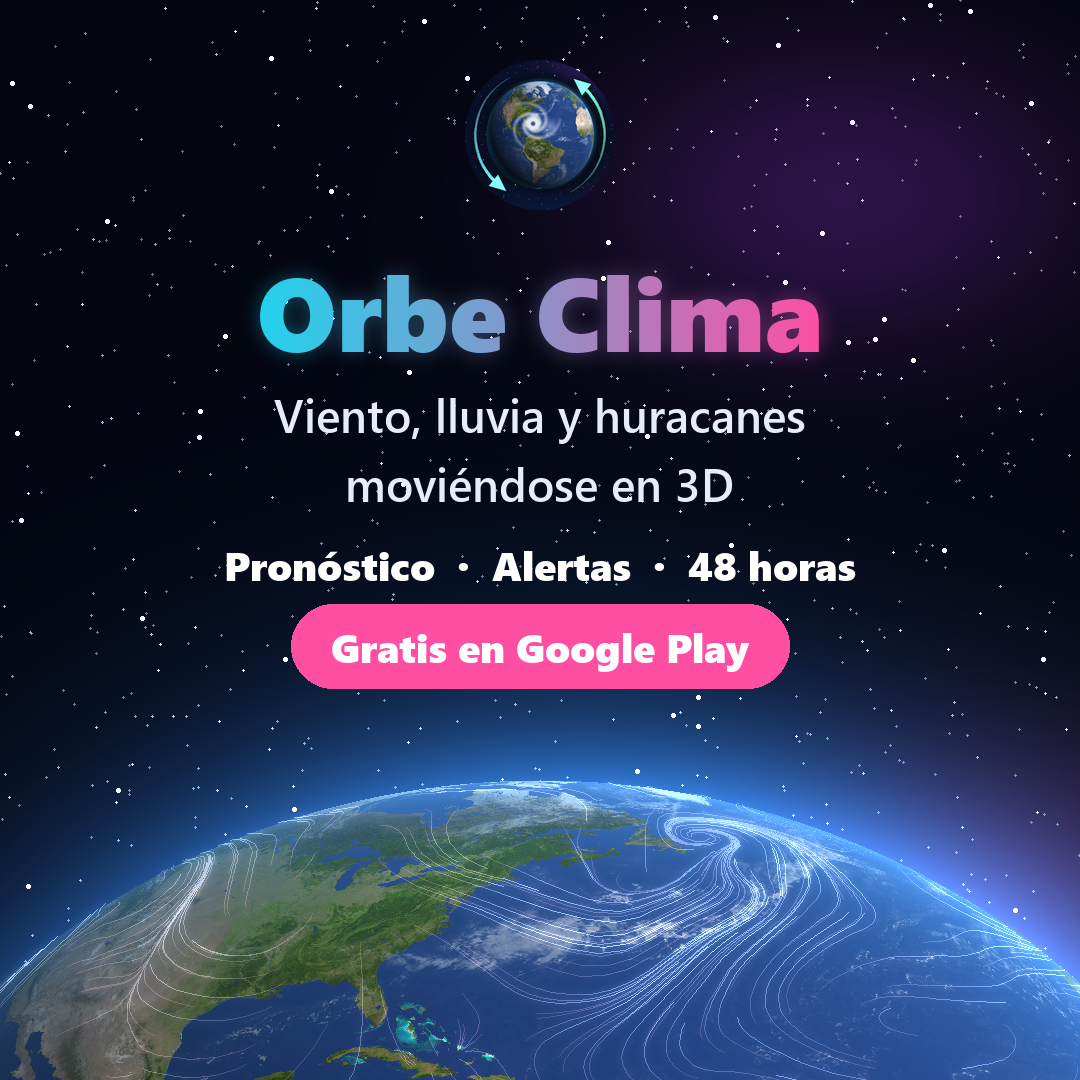 Orbe Clima
Viento, lluvia y huracanes
moviéndose en 3D
Pronóstico · Alertas · 48 horas
Gratis en Google Play